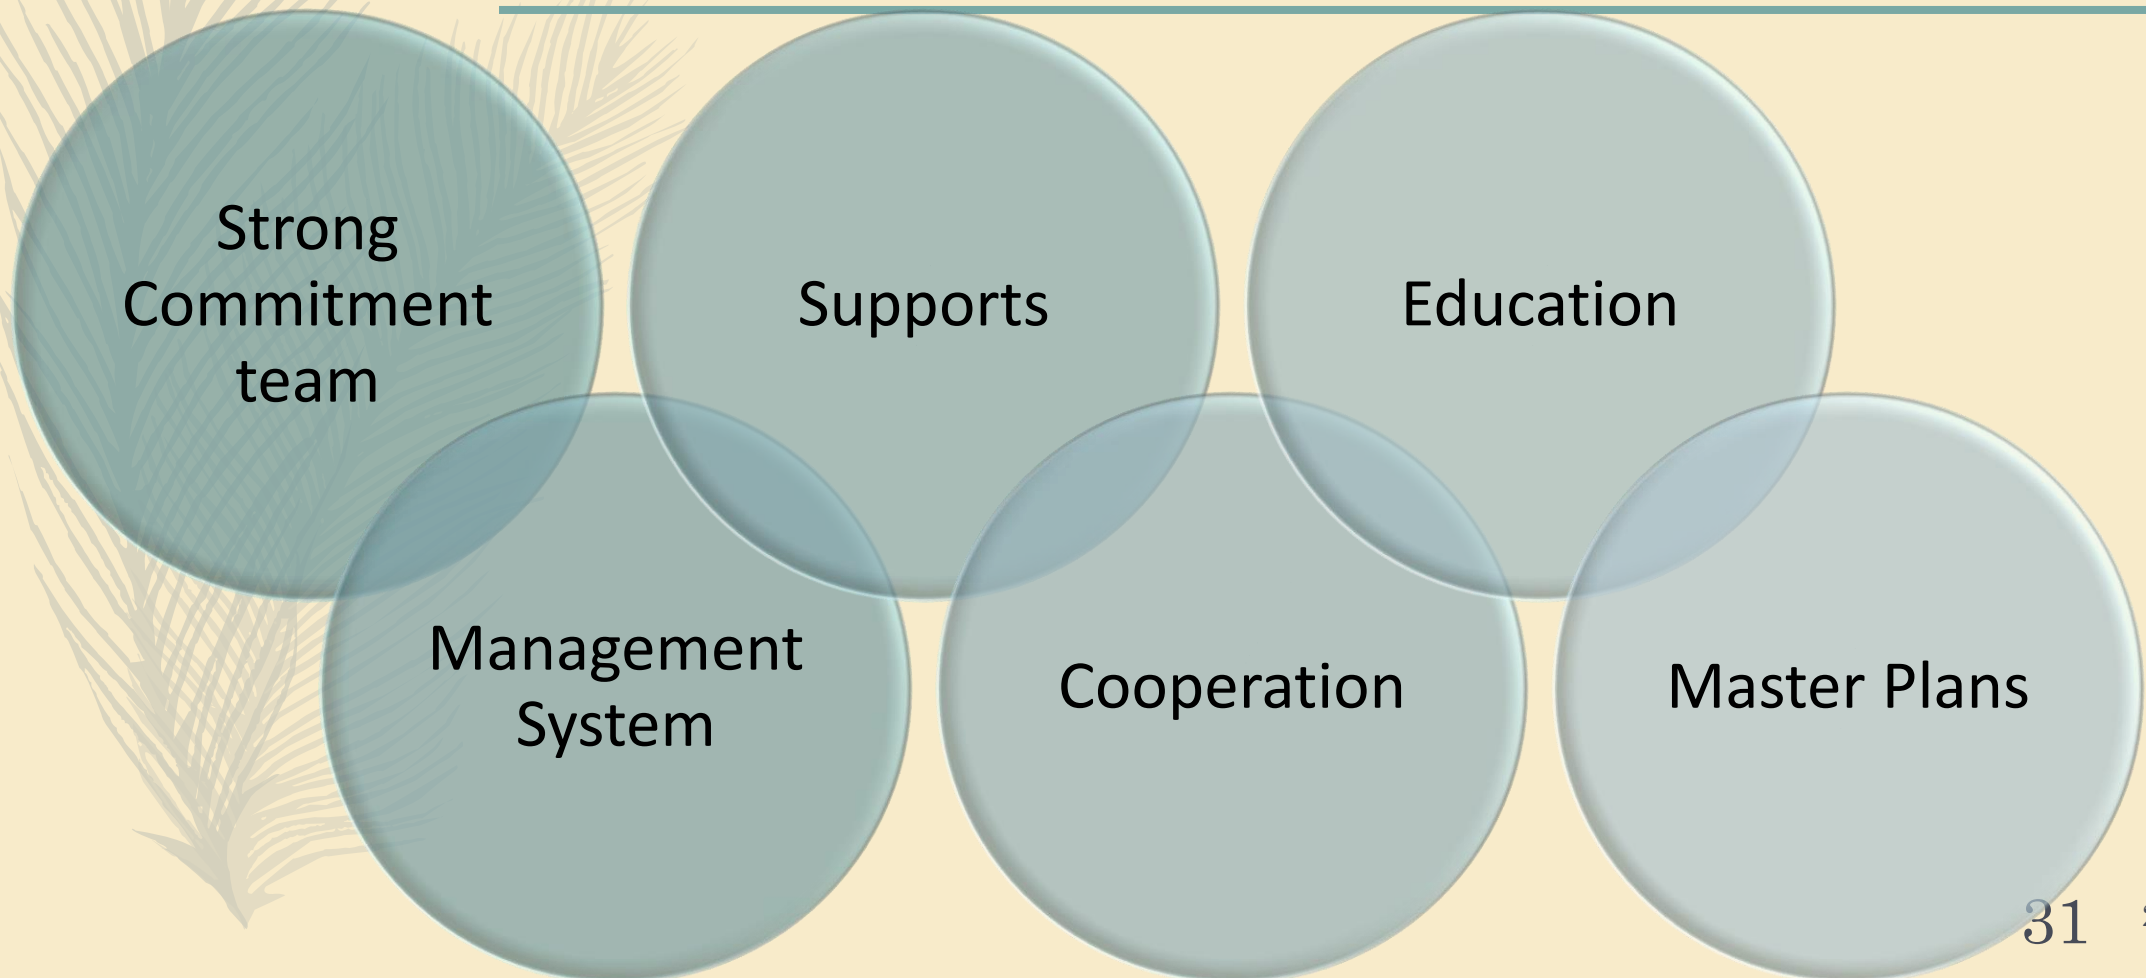 Strong
Commitment
team
Supports
Education
Management
System
Cooperation
Master Plans
31